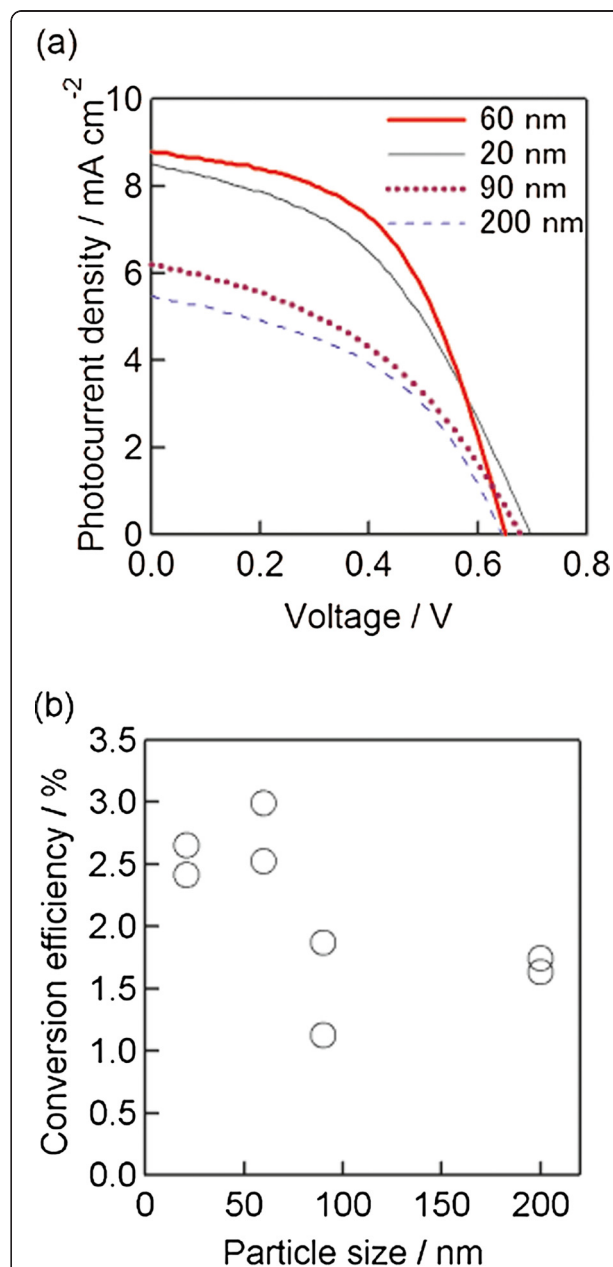 (a)
Photocurrent density / mA cm⁻²
10
8
6
4
2
0
60 nm
20 nm
90 nm
200 nm
0.0 0.2 0.4 0.6 0.8
Voltage / V
(b)
Conversion efficiency / %
3.5
3.0
2.5
2.0
1.5
1.0
0.5
0.0
0 50 100 150 200
Particle size / nm